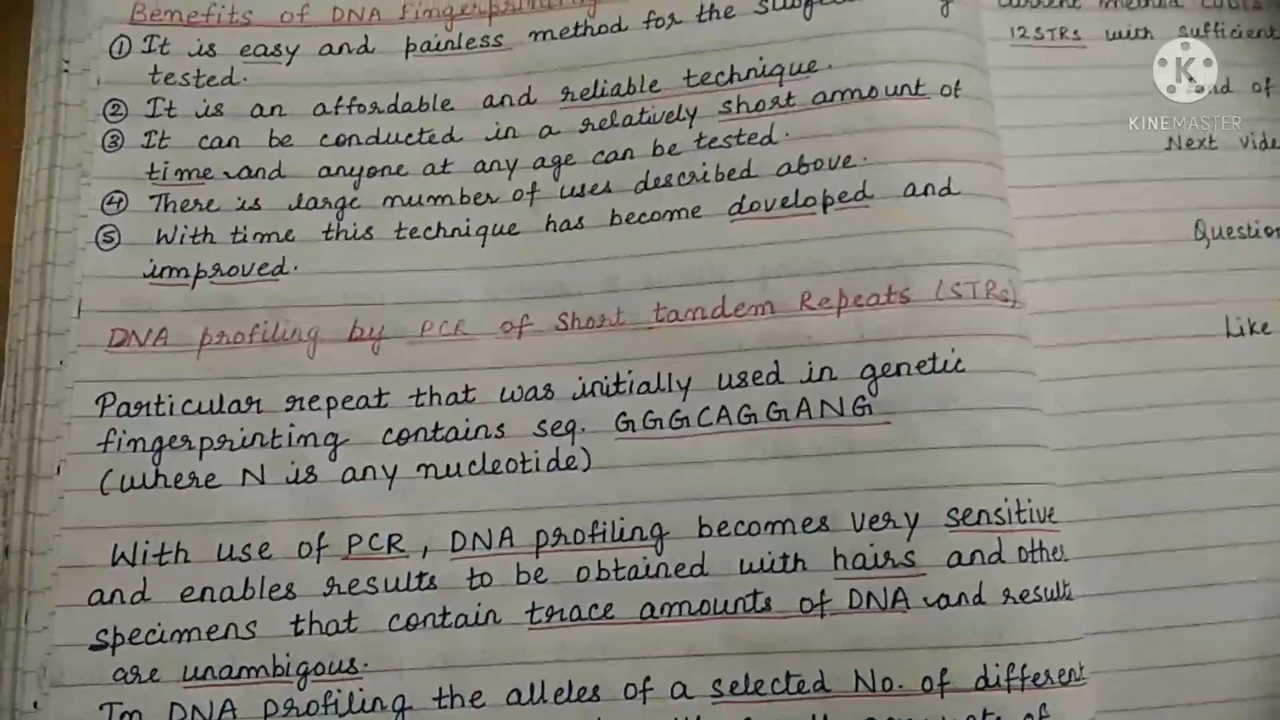 Benefits of DNA Fingerprinting
① It is easy and painless method for the
tested.
② It is an affordable and reliable technique.
③ It can be conducted in a relatively short amount of
time and anyone at any age can be tested.
④ There is large number of uses described above.
⑤ With time this technique has become doveloped and
improved.
DNA profiling by PCR of Short tandem Repeats (STRs)
Particular repeat that was initially used in genetic
fingerprinting contains seq. GGGCAGGANG
(where N is any nucleotide)
With use of PCR, DNA profiling becomes very sensitive
and enables results to be obtained with hairs and other
specimens that contain trace amounts of DNA and results
are unambigous.
In DNA profiling the alleles of a selected No. of different
method
12STRs with sufficient
of
Next vide
Question
Like
K
KINEMASTER